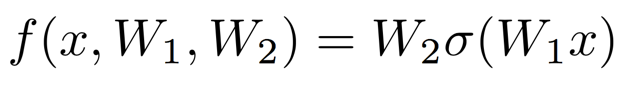 f(x, W₁, W₂) = W₂σ(W₁x)